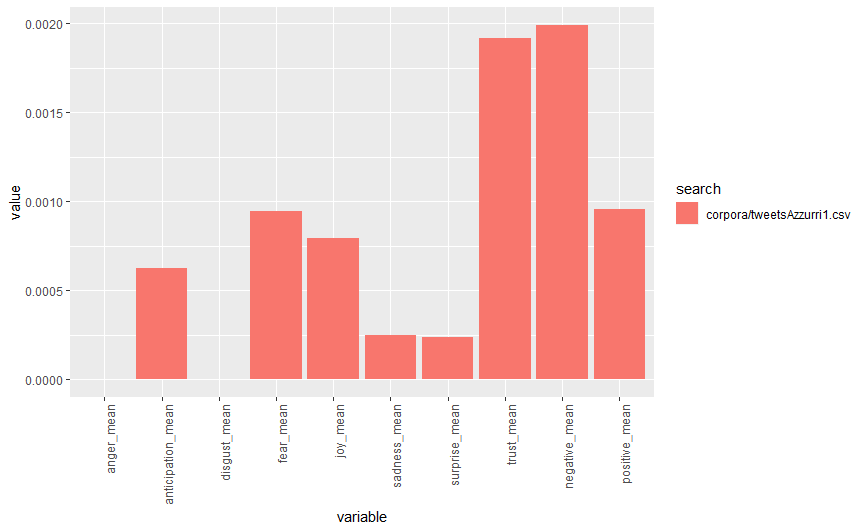 0.0020
0.0015
0.0010
0.0005
0.0000
value
anger_mean
anticipation_mean
disgust_mean
fear_mean
joy_mean
sadness_mean
surprise_mean
trust_mean
negative_mean
positive_mean
variable
search
corpora/tweetsAzzurri1.csv